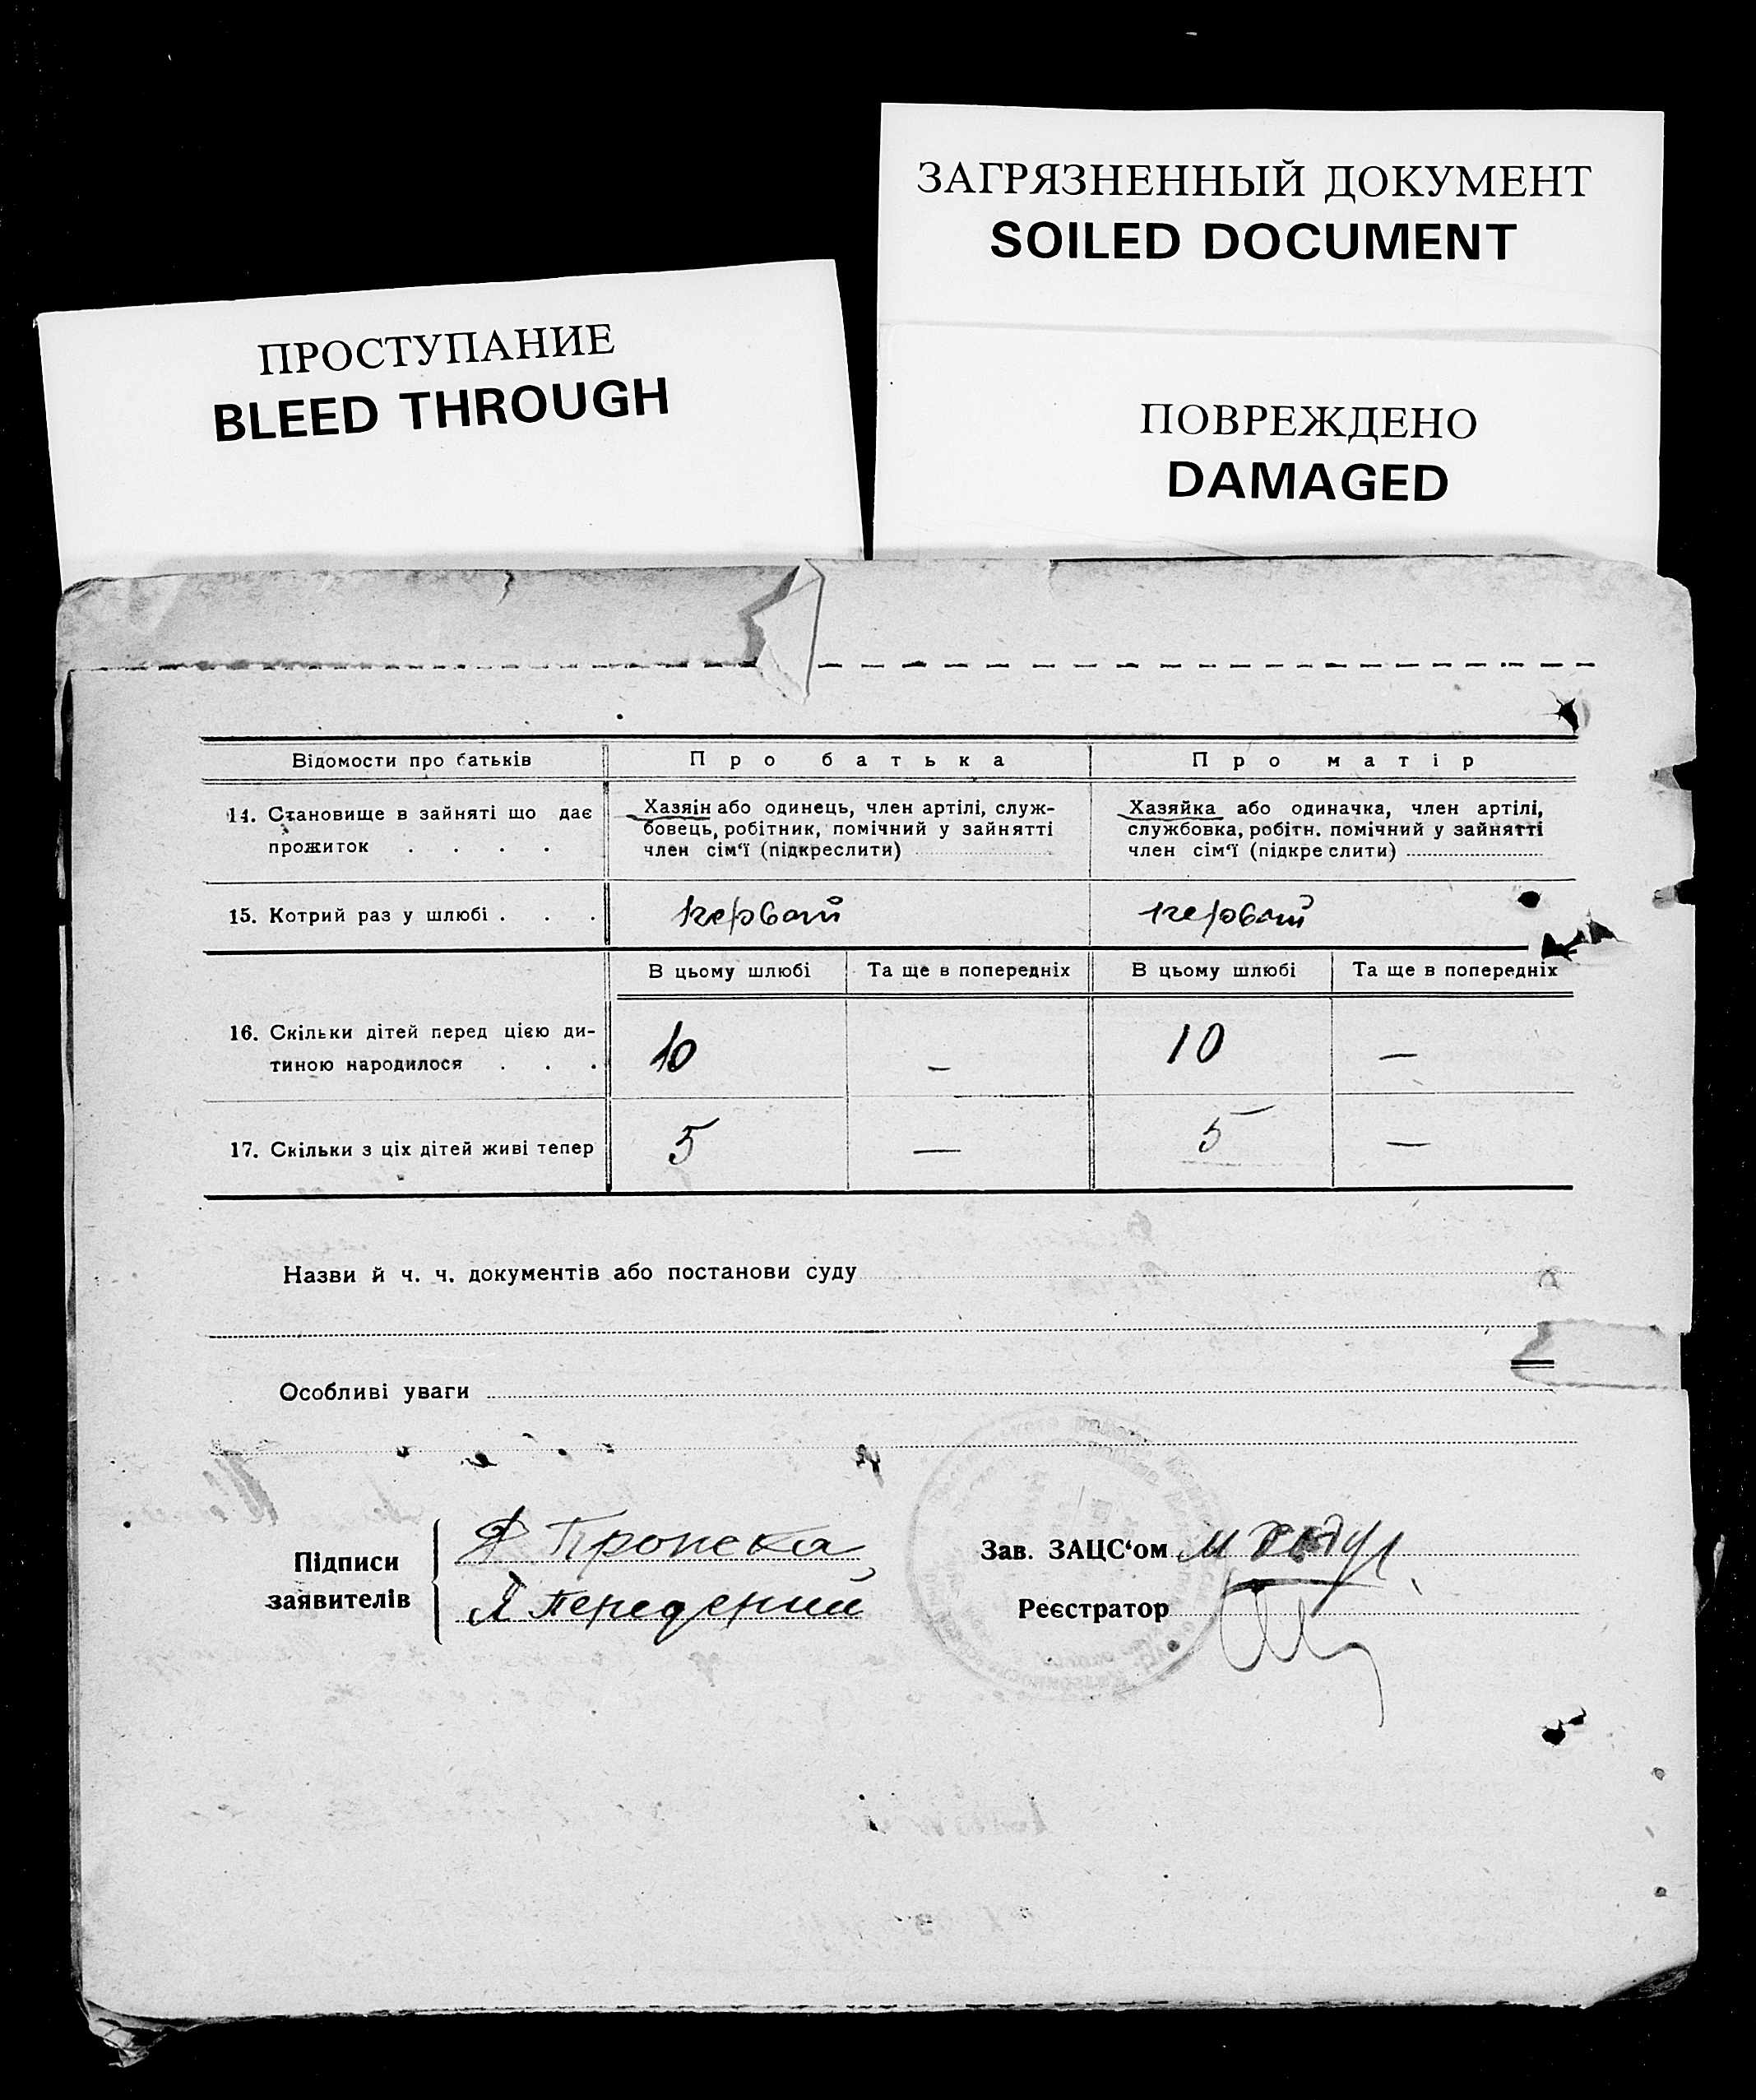 ЗАГРЯЗНЕННЫЙ ДОКУМЕНТ
SOILED DOCUMENT
ПРОСТУПАНИЕ
BLEED THROUGH
ПОВРЕЖДЕНО
DAMAGED
Відомости про батьків Про батька Про матір
14. Становище в зайняті що дає
прожиток . . . .
Хазяін або одинець, член артілі, служ-
бовець, робітник, помічний у зайнятті
член сім‘ї (підкреслити)
Хазяйка або одиначка, член артілі,
службовка, робітн. помічний у зайнятті
член сім‘ї (підкреслити)
15. Котрий раз у шлюбі . . . первый первый
В цьому шлюбі Та ще в попередніх В цьому шлюбі Та ще в попередніх
16. Скільки дітей перед цією ди-
тиною народилося . . . 10 — 10 —
17. Скільки з ціх дітей живі тепер 5 — 5 —
Назви й ч. ч. документів або постанови суду
Особливі уваги
Підписи
заявителів
Зав. ЗАЦС‘ом
Реєстратор